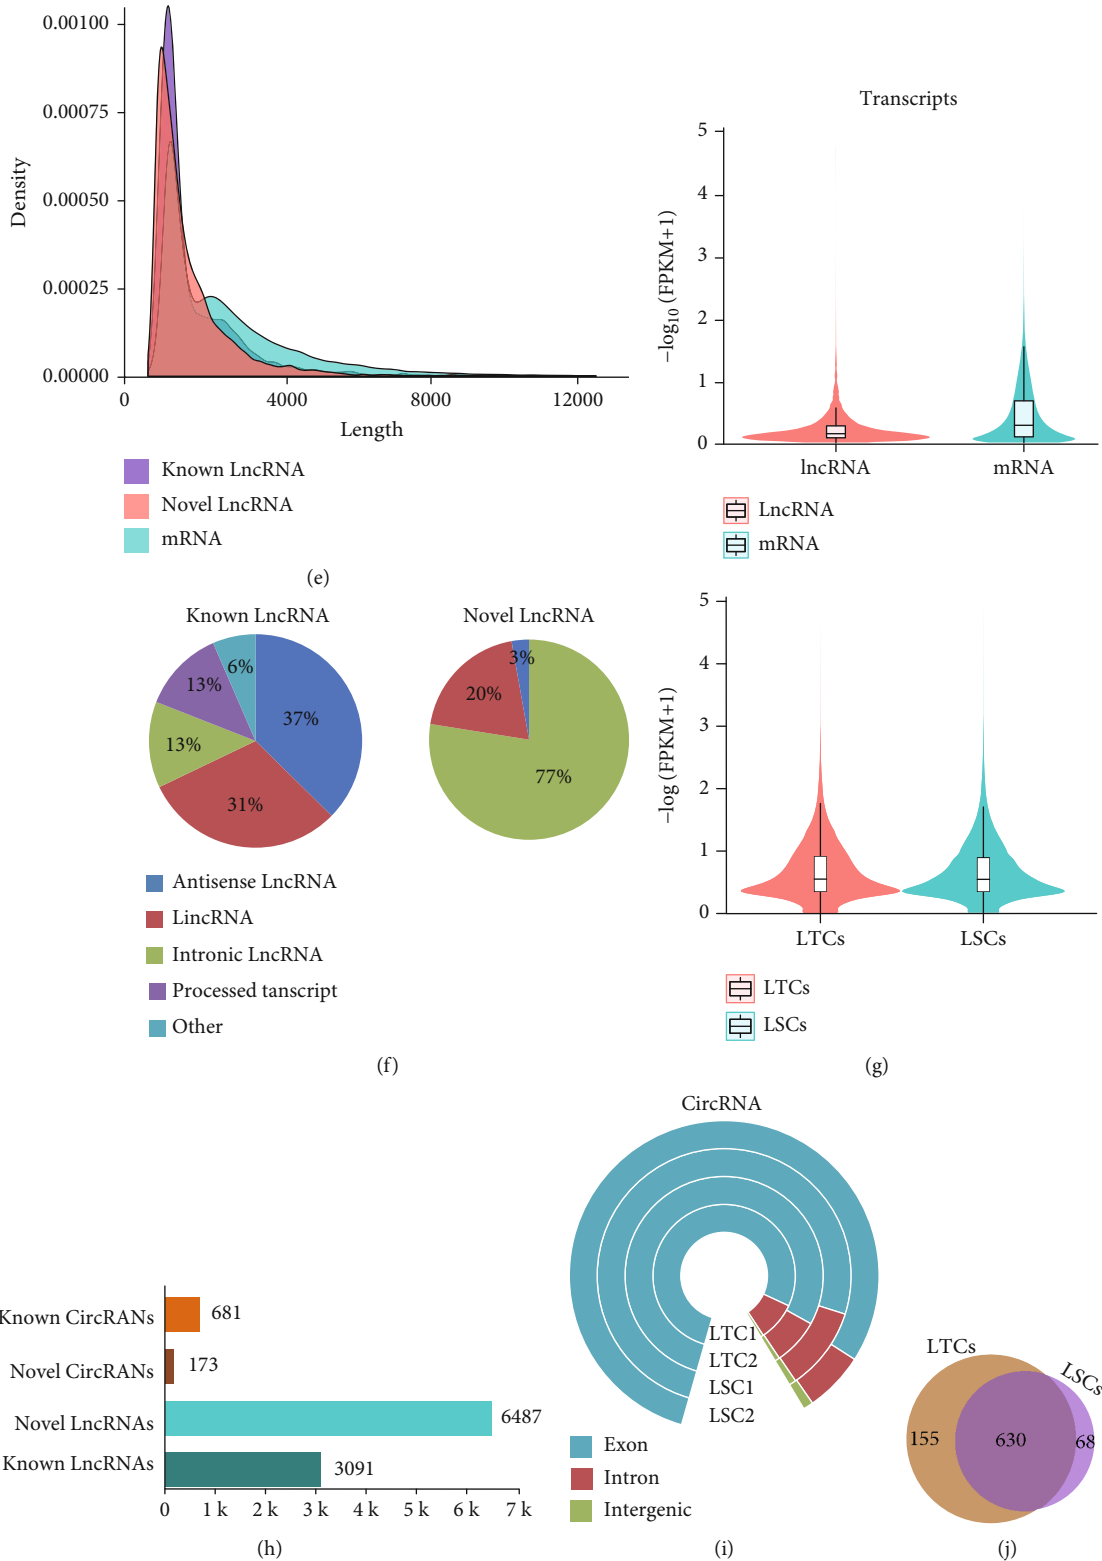 0.00100
0.00075
0.00050
0.00025
0.00000
Density
0
4000
8000
12000
Length
Known LncRNA
Novel LncRNA
mRNA
(e)
Transcripts
5
4
3
2
1
0
−log10 (FPKM+1)
lncRNA
mRNA
LncRNA
mRNA
Known LncRNA
6%
13%
37%
13%
31%
Novel LncRNA
3%
20%
77%
Antisense LncRNA
LincRNA
Intronic LncRNA
Processed tanscript
Other
(f)
5
4
3
2
1
0
−log (FPKM+1)
LTCs
LSCs
LTCs
LSCs
(g)
Known CircRANs
681
Novel CircRANs
173
Novel LncRNAs
6487
Known LncRNAs
3091
0
1 k
2 k
3 k
4 k
5 k
6 k
7 k
(h)
CircRNA
LTC1
LTC2
LSC1
LSC2
Exon
Intron
Intergenic
(i)
LTCs
LSCs
155
630
68
(j)